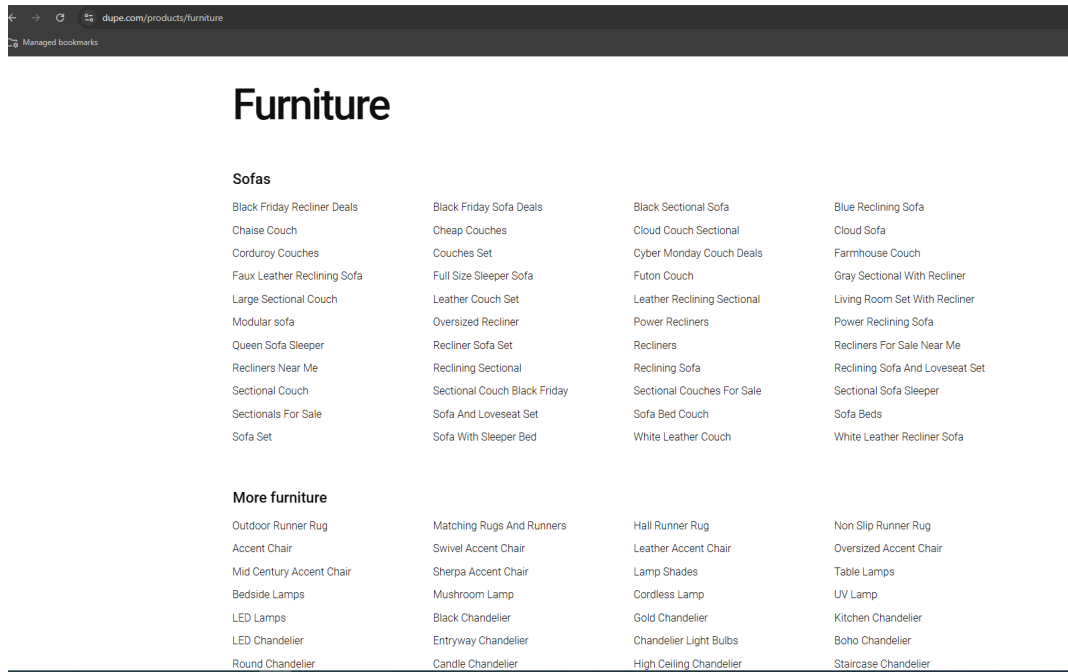 dupe.com/products/furniture
Managed bookmarks
Furniture
Sofas
Black Friday Recliner Deals Black Friday Sofa Deals Black Sectional Sofa Blue Reclining Sofa
Chaise Couch Cheap Couches Cloud Couch Sectional Cloud Sofa
Corduroy Couches Couches Set Cyber Monday Couch Deals Farmhouse Couch
Faux Leather Reclining Sofa Full Size Sleeper Sofa Futon Couch Gray Sectional With Recliner
Large Sectional Couch Leather Couch Set Leather Reclining Sectional Living Room Set With Recliner
Modular sofa Oversized Recliner Power Recliners Power Reclining Sofa
Queen Sofa Sleeper Recliner Sofa Set Recliners Recliners For Sale Near Me
Recliners Near Me Reclining Sectional Reclining Sofa Reclining Sofa And Loveseat Set
Sectional Couch Sectional Couch Black Friday Sectional Couches For Sale Sectional Sofa Sleeper
Sectionals For Sale Sofa And Loveseat Set Sofa Bed Couch Sofa Beds
Sofa Set Sofa With Sleeper Bed White Leather Couch White Leather Recliner Sofa
More furniture
Outdoor Runner Rug Matching Rugs And Runners Hall Runner Rug Non Slip Runner Rug
Accent Chair Swivel Accent Chair Leather Accent Chair Oversized Accent Chair
Mid Century Accent Chair Sherpa Accent Chair Lamp Shades Table Lamps
Bedside Lamps Mushroom Lamp Cordless Lamp UV Lamp
LED Lamps Black Chandelier Gold Chandelier Kitchen Chandelier
LED Chandelier Entryway Chandelier Chandelier Light Bulbs Boho Chandelier
Round Chandelier Candle Chandelier High Ceiling Chandelier Staircase Chandelier